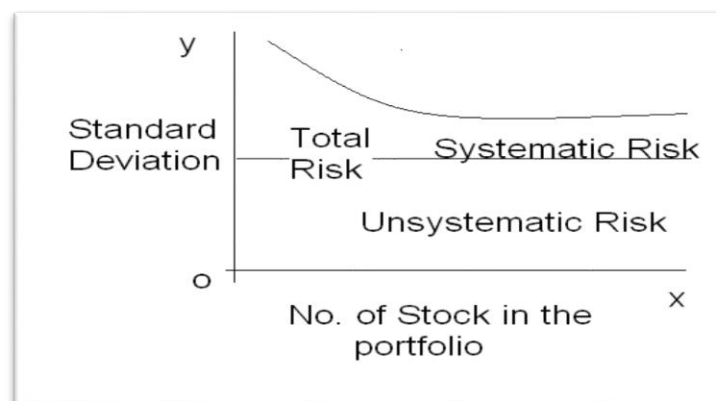 y
Standard
Deviation
Total
Risk
Systematic Risk
Unsystematic Risk
o
x
No. of Stock in the
portfolio